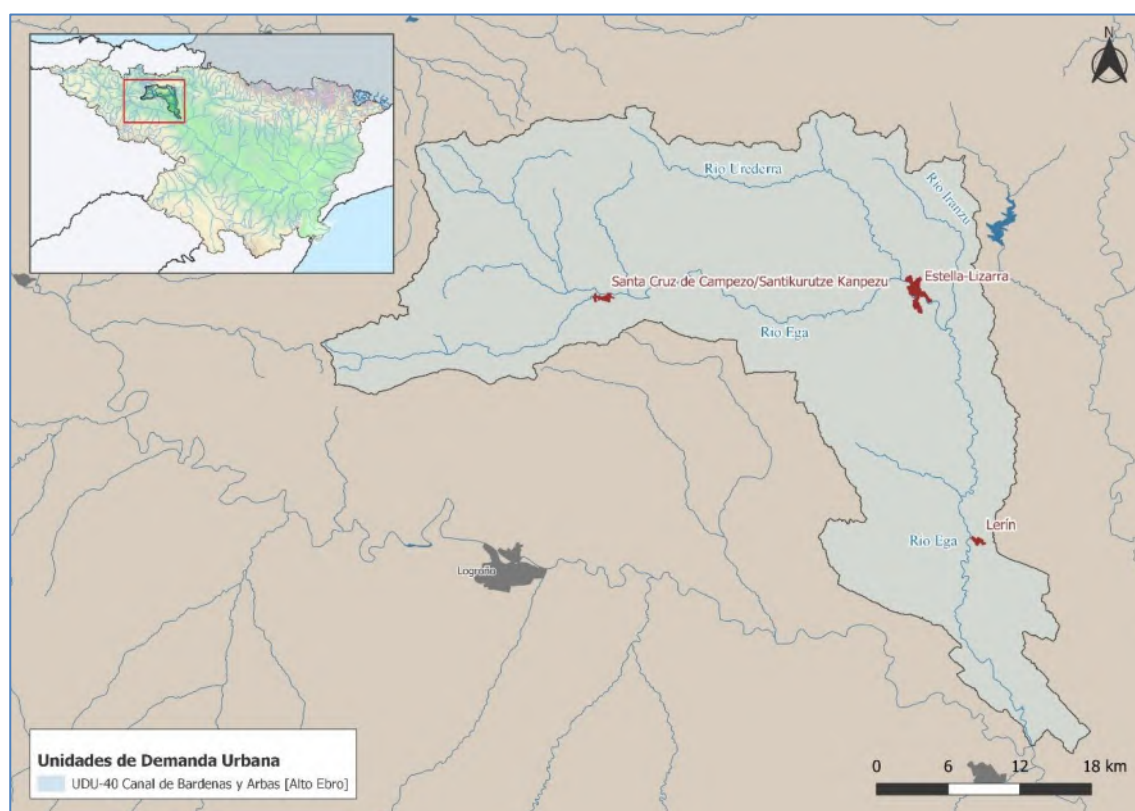 N
Río Urederra
Río Iranzu
Santa Cruz de Campezo/Santikurutze Kanpezu
Estella-Lizarra
Río Ega
Lerín
Río Ega
Logroño
Unidades de Demanda Urbana
UDU-40 Canal de Bardenas y Arbas [Alto Ebro]
0 6 12 18 km